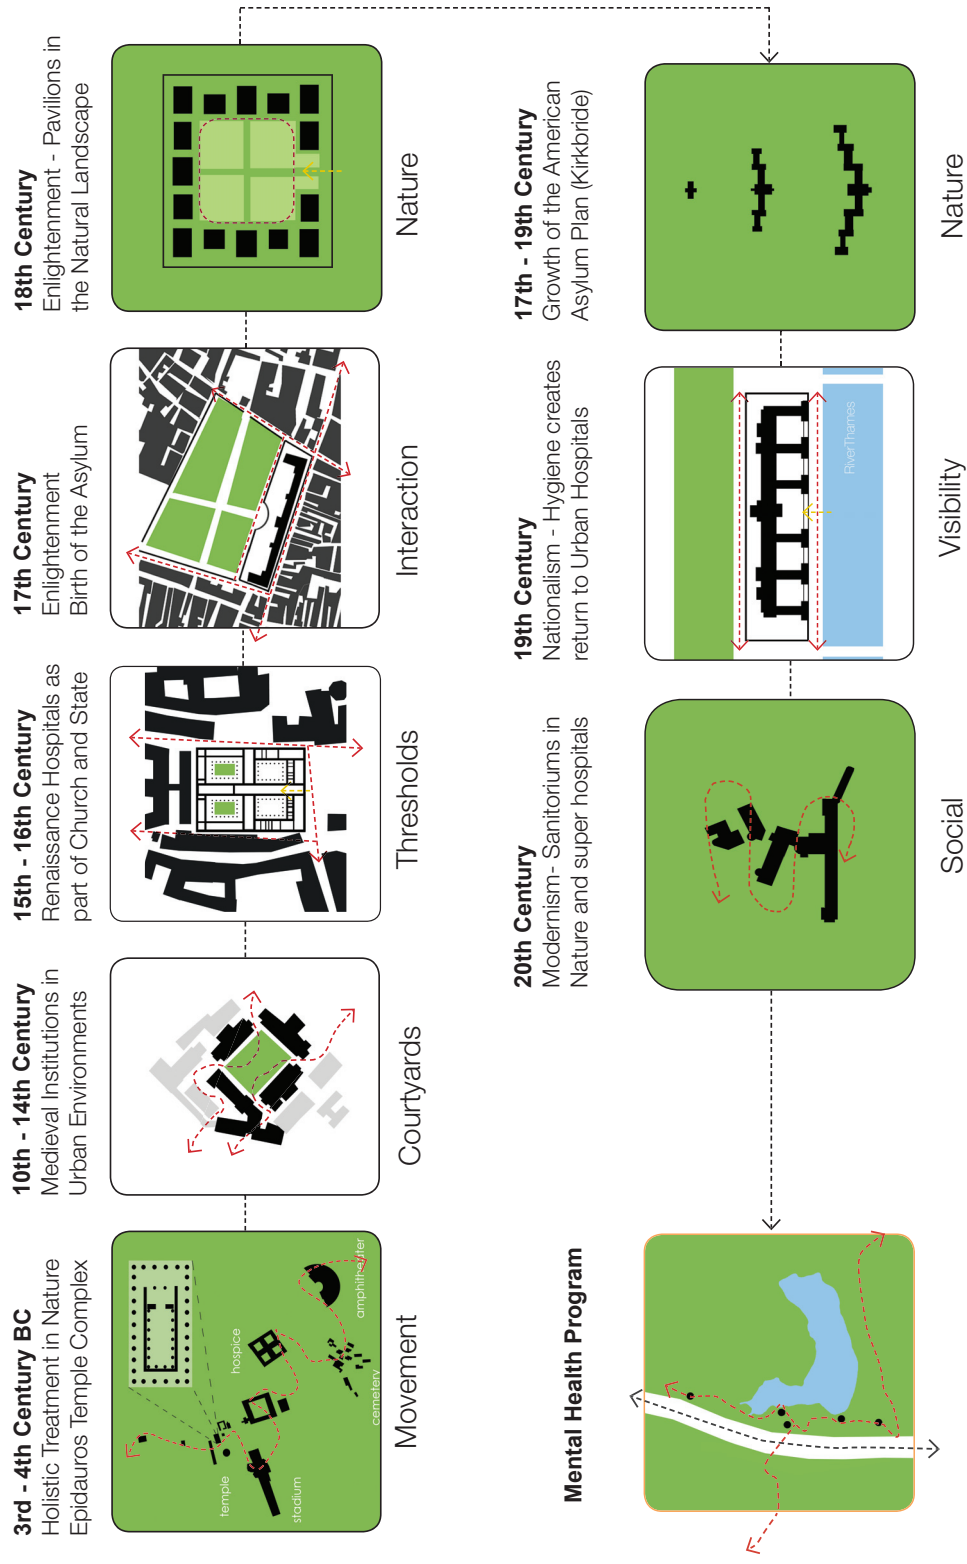 3rd - 4th Century BC
Holistic Treatment in Nature
Epidauros Temple Complex
temple
stadium
hospice
cemetery
amphitheater
Movement
10th - 14th Century
Medieval Institutions in
Urban Environments
Courtyards
15th - 16th Century
Renaissance Hospitals as
part of Church and State
Thresholds
17th Century
Enlightenment
Birth of the Asylum
Interaction
18th Century
Enlightenment - Pavilions in
the Natural Landscape
Nature
Mental Health Program
20th Century
Modernism- Sanitoriums in
Nature and super hospitals
Social
19th Century
Nationalism - Hygiene creates
return to Urban Hospitals
RiverThames
Visibility
17th - 19th Century
Growth of the American
Asylum Plan (Kirkbride)
Nature